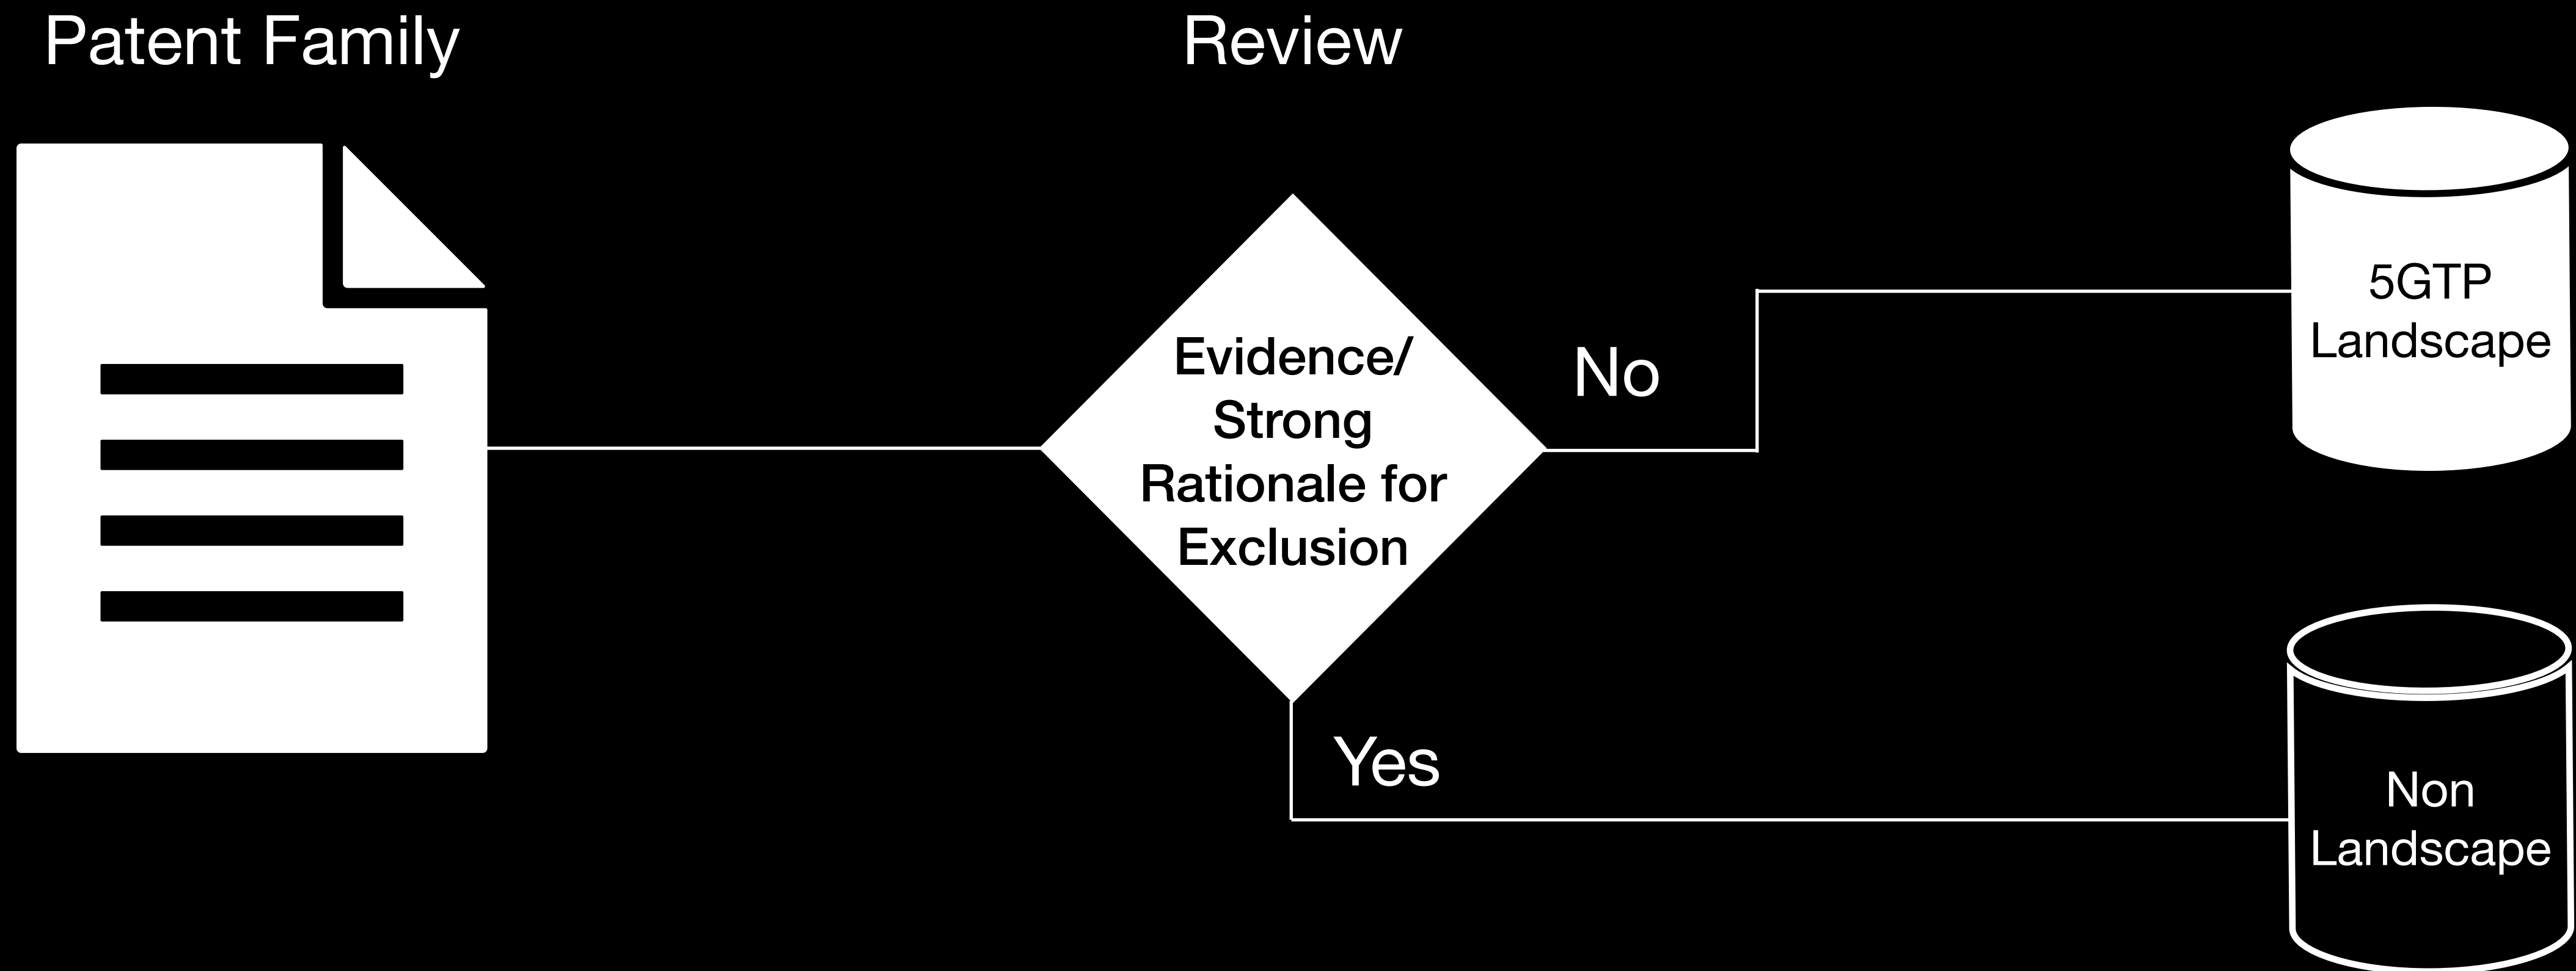 Patent Family
Review
Evidence/
Strong
Rationale for
Exclusion
No
5GTP
Landscape
Yes
Non
Landscape